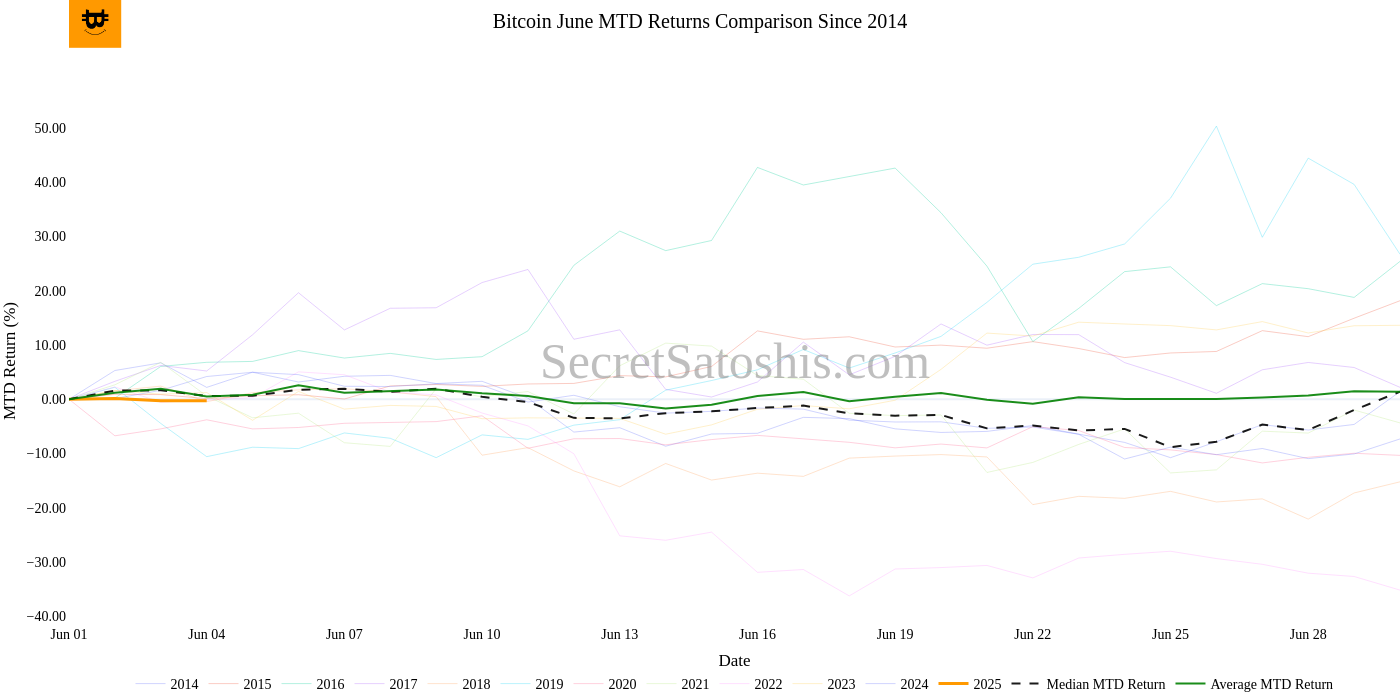 Bitcoin June MTD Returns Comparison Since 2014
50.00
40.00
30.00
20.00
10.00
0.00
−10.00
−20.00
−30.00
−40.00
MTD Return (%)
SecretSatoshis.com
Jun 01 Jun 04 Jun 07 Jun 10 Jun 13 Jun 16 Jun 19 Jun 22 Jun 25 Jun 28
Date
2014 2015 2016 2017 2018 2019 2020 2021 2022 2023 2024 2025 Median MTD Return Average MTD Return